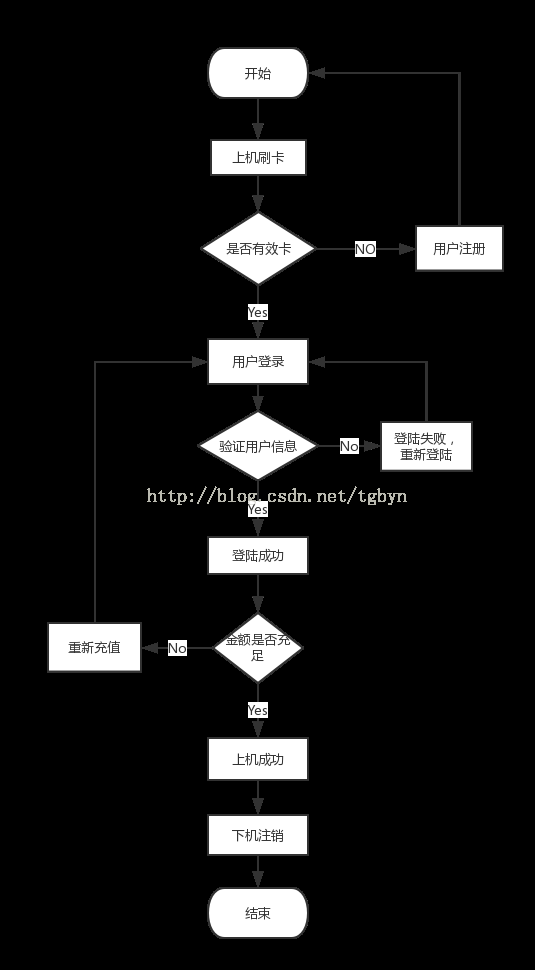 开始
上机刷卡
是否有效卡
NO
用户注册
Yes
用户登录
验证用户信息
No
登陆失败，
重新登陆
http://blog.csdn.net/tgbyn
Yes
登陆成功
金额是否充
足
No
重新充值
Yes
上机成功
下机注销
结束